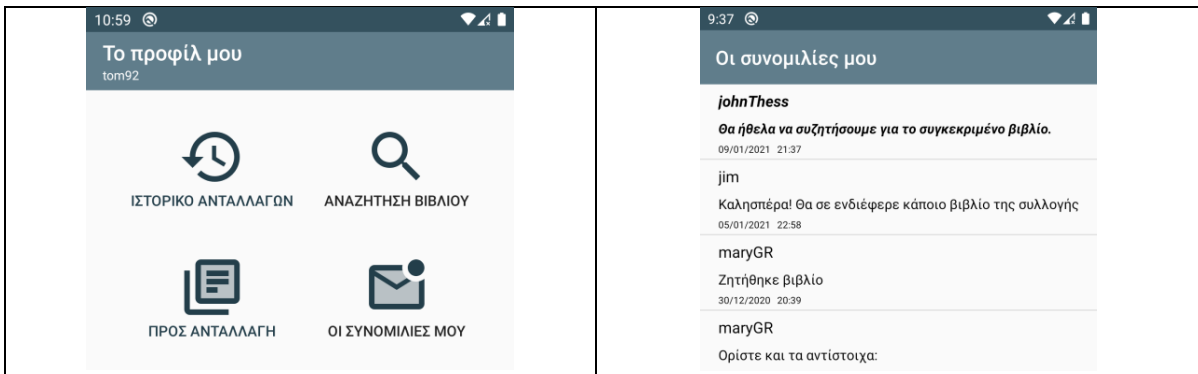 10:59
Το προφίλ μου
tom92
ΙΣΤΟΡΙΚΟ ΑΝΤΑΛΛΑΓΩΝ
ΑΝΑΖΗΤΗΣΗ ΒΙΒΛΙΟΥ
ΠΡΟΣ ΑΝΤΑΛΛΑΓΗ
ΟΙ ΣΥΝΟΜΙΛΙΕΣ ΜΟΥ
9:37
Οι συνομιλίες μου
johnThess
Θα ήθελα να συζητήσουμε για το συγκεκριμένο βιβλίο.
09/01/2021 21:37
jim
Καλησπέρα! Θα σε ενδιέφερε κάποιο βιβλίο της συλλογής
05/01/2021 22:58
maryGR
Ζητήθηκε βιβλίο
30/12/2020 20:39
maryGR
Ορίστε και τα αντίστοιχα: